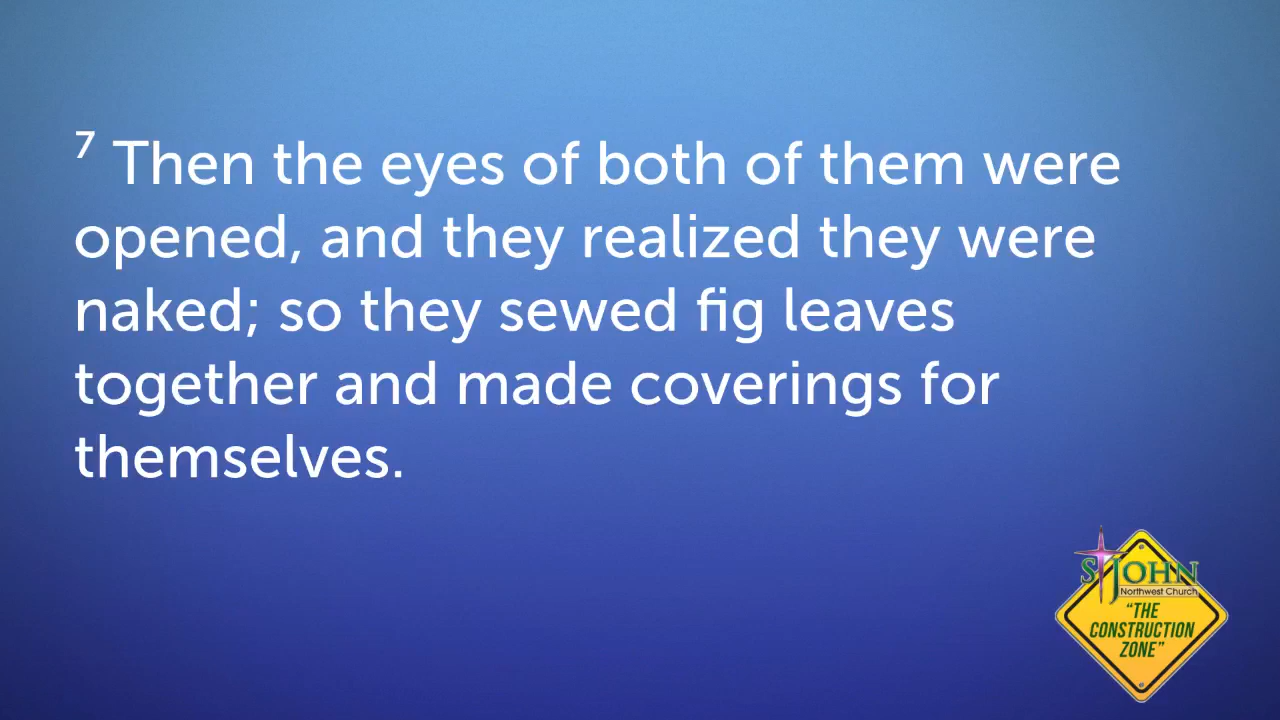 ⁷ Then the eyes of both of them were
opened, and they realized they were
naked; so they sewed fig leaves
together and made coverings for
themselves.
ST JOHN
Northwest Church
“THE
CONSTRUCTION
ZONE”